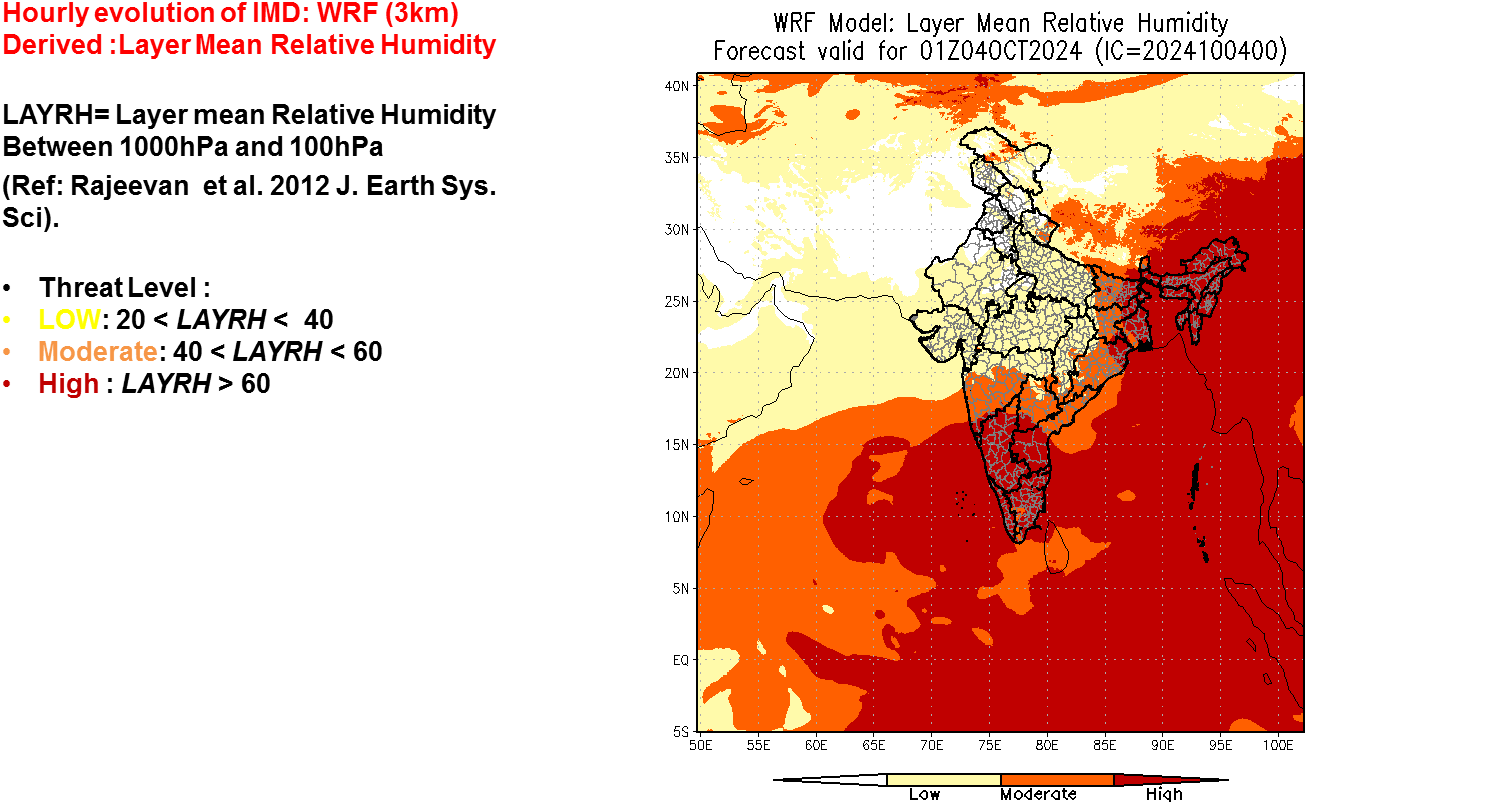 Hourly evolution of IMD: WRF (3km)
Derived :Layer Mean Relative Humidity
LAYRH= Layer mean Relative Humidity
Between 1000hPa and 100hPa
(Ref: Rajeevan et al. 2012 J. Earth Sys.
Sci).
• Threat Level :
• LOW: 20 < LAYRH < 40
• Moderate: 40 < LAYRH < 60
• High : LAYRH > 60
WRF Model: Layer Mean Relative Humidity
Forecast valid for 01Z04OCT2024 (IC=2024100400)
40N
35N
30N
25N
20N
15N
10N
5N
EQ
5S
50E 55E 60E 65E 70E 75E 80E 85E 90E 95E 100E
Low Moderate High